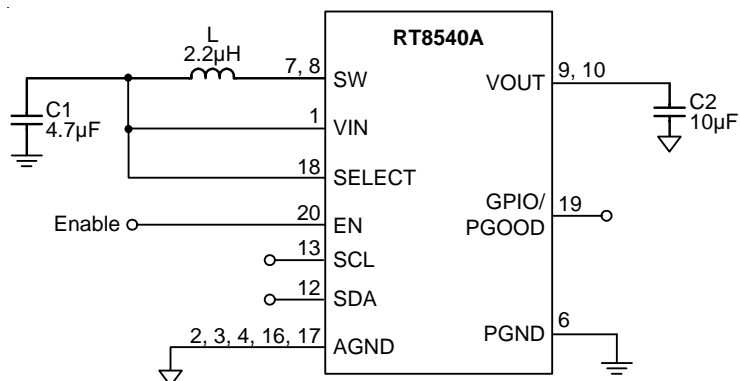 RT8540A
L
2.2µH
7, 8
SW
9, 10
VOUT
C1
4.7µF
C2
10µF
1
VIN
18
SELECT
GPIO/
PGOOD
19
Enable
20
EN
13
SCL
12
SDA
2, 3, 4, 16, 17
AGND
PGND
6